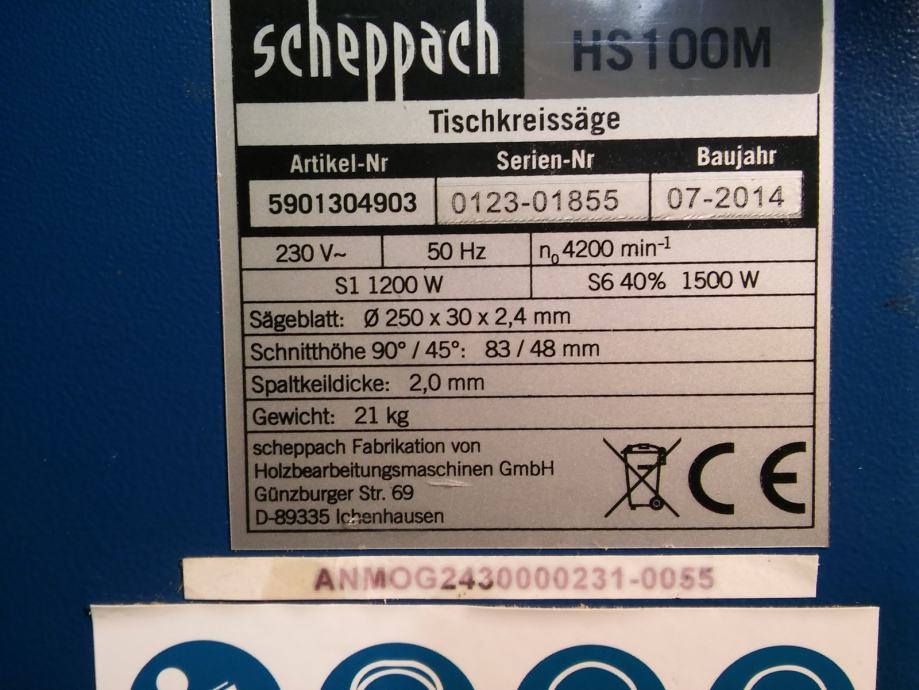 scheppach HS100M
Tischkreissäge
Artikel-Nr Serien-Nr Baujahr
5901304903 0123-01855 07-2014
230 V~ 50 Hz n₀ 4200 min⁻¹
S1 1200 W S6 40% 1500 W
Sägeblatt: Ø 250 x 30 x 2,4 mm
Schnitthöhe 90° / 45°: 83 / 48 mm
Spaltkeildicke: 2,0 mm
Gewicht: 21 kg
scheppach Fabrikation von
Holzbearbeitungsmaschinen GmbH
Günzburger Str. 69
D-89335 Ichenhausen
CE
ANMOG2430000231-0055